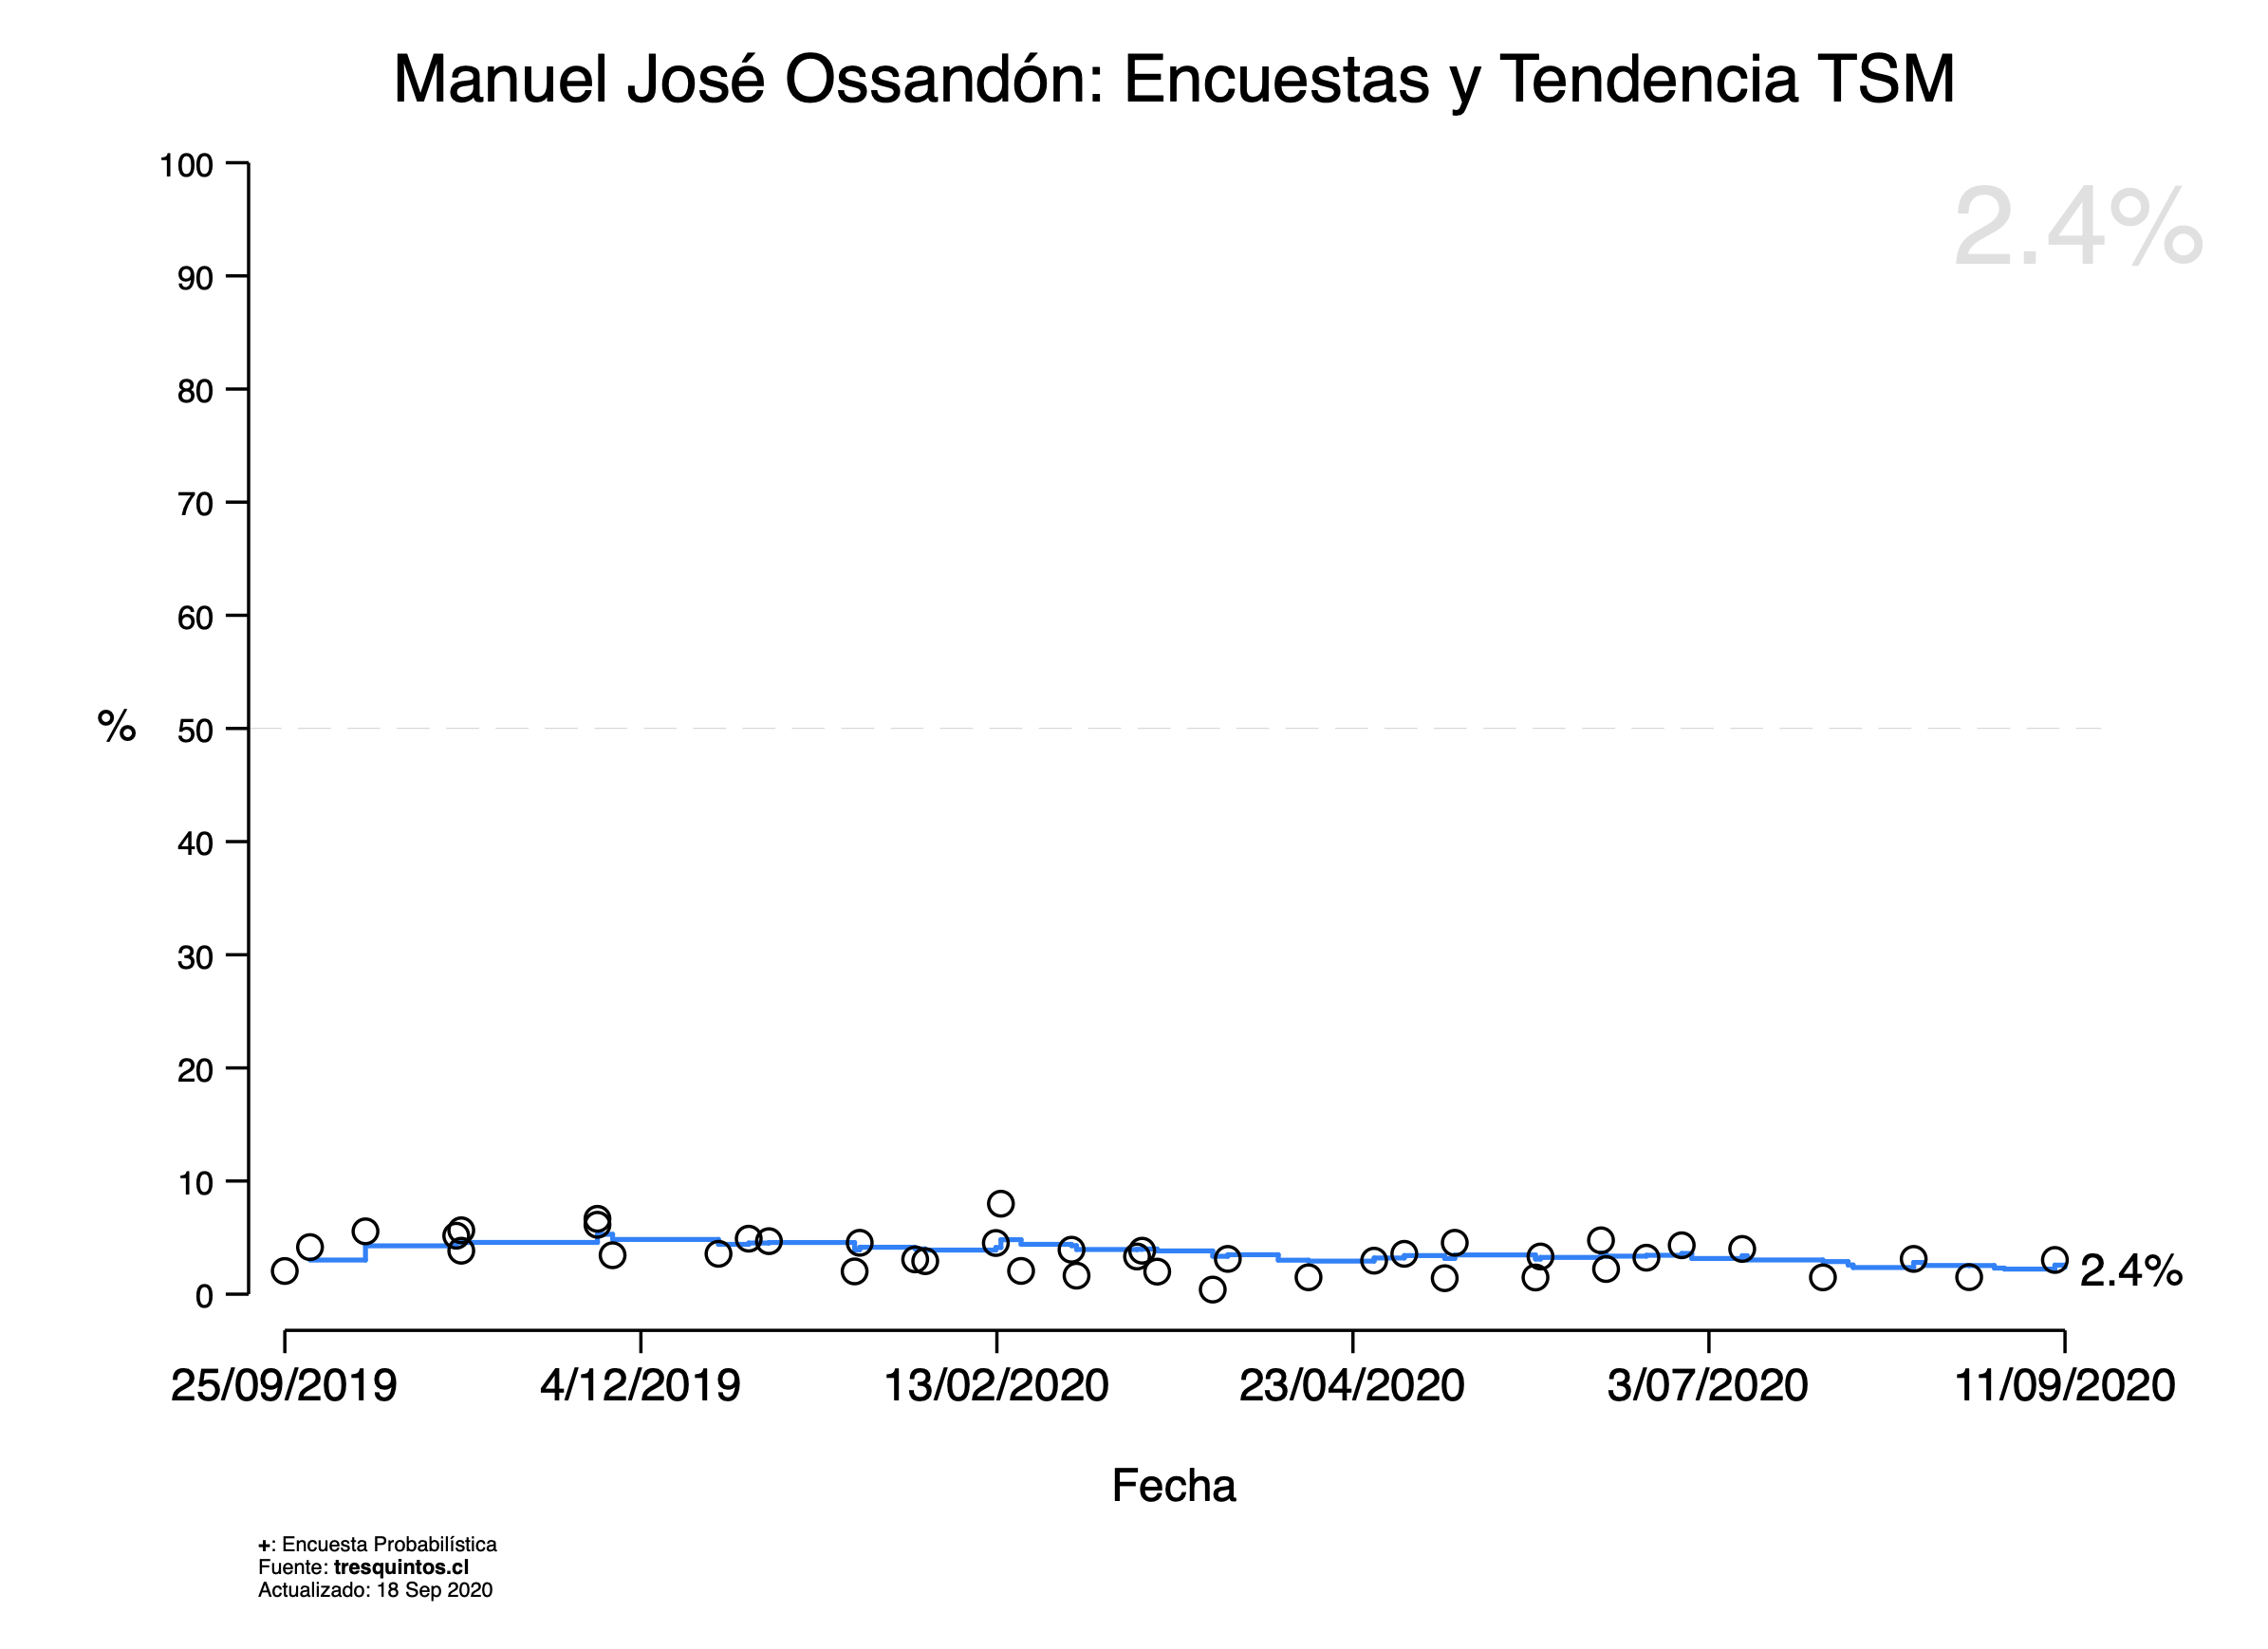 Manuel José Ossandón: Encuestas y Tendencia TSM
2.4%
100
90
80
70
60
50
40
30
20
10
0
%
2.4%
25/09/2019 4/12/2019 13/02/2020 23/04/2020 3/07/2020 11/09/2020
Fecha
+: Encuesta Probabilística
Fuente: tresquintos.cl
Actualizado: 18 Sep 2020